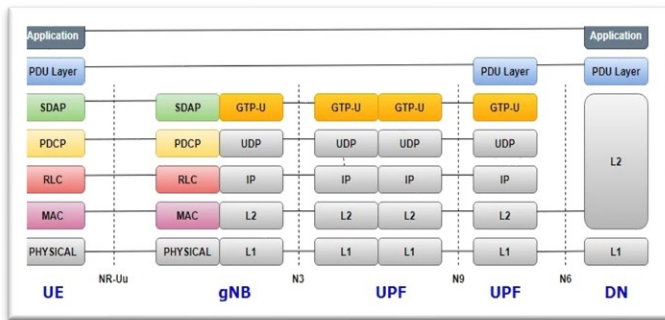 Application Application
PDU Layer PDU Layer PDU Layer
SDAP SDAP GTP-U GTP-U GTP-U GTP-U
PDCP PDCP UDP UDP UDP UDP
L2
RLC RLC IP IP IP IP
MAC MAC L2 L2 L2 L2
PHYSICAL PHYSICAL L1 L1 L1 L1 L1
NR-Uu N3 N9 N6
UE gNB UPF UPF DN